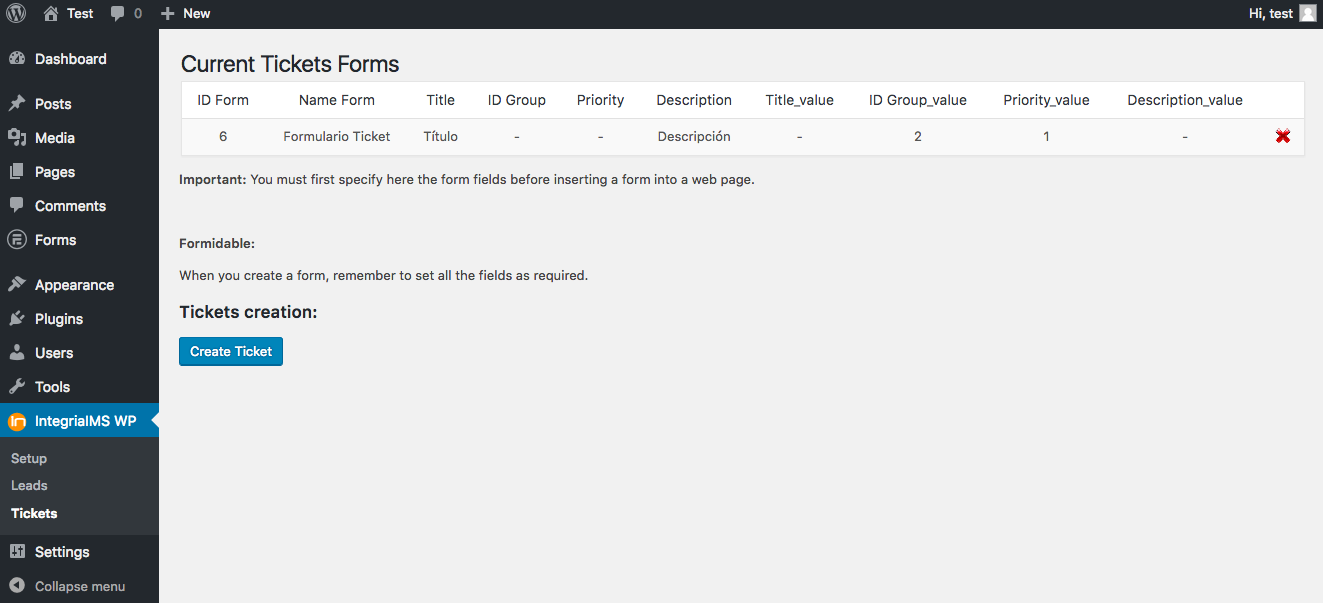 Test 0 New Hi, test
Dashboard
Posts
Media
Pages
Comments
Forms
Appearance
Plugins
Users
Tools
IntegriaIMS WP
Setup
Leads
Tickets
Settings
Collapse menu
Current Tickets Forms
ID Form Name Form Title ID Group Priority Description Title_value ID Group_value Priority_value Description_value
6 Formulario Ticket Título - - Descripción - 2 1 -
Important: You must first specify here the form fields before inserting a form into a web page.
Formidable:
When you create a form, remember to set all the fields as required.
Tickets creation:
Create Ticket